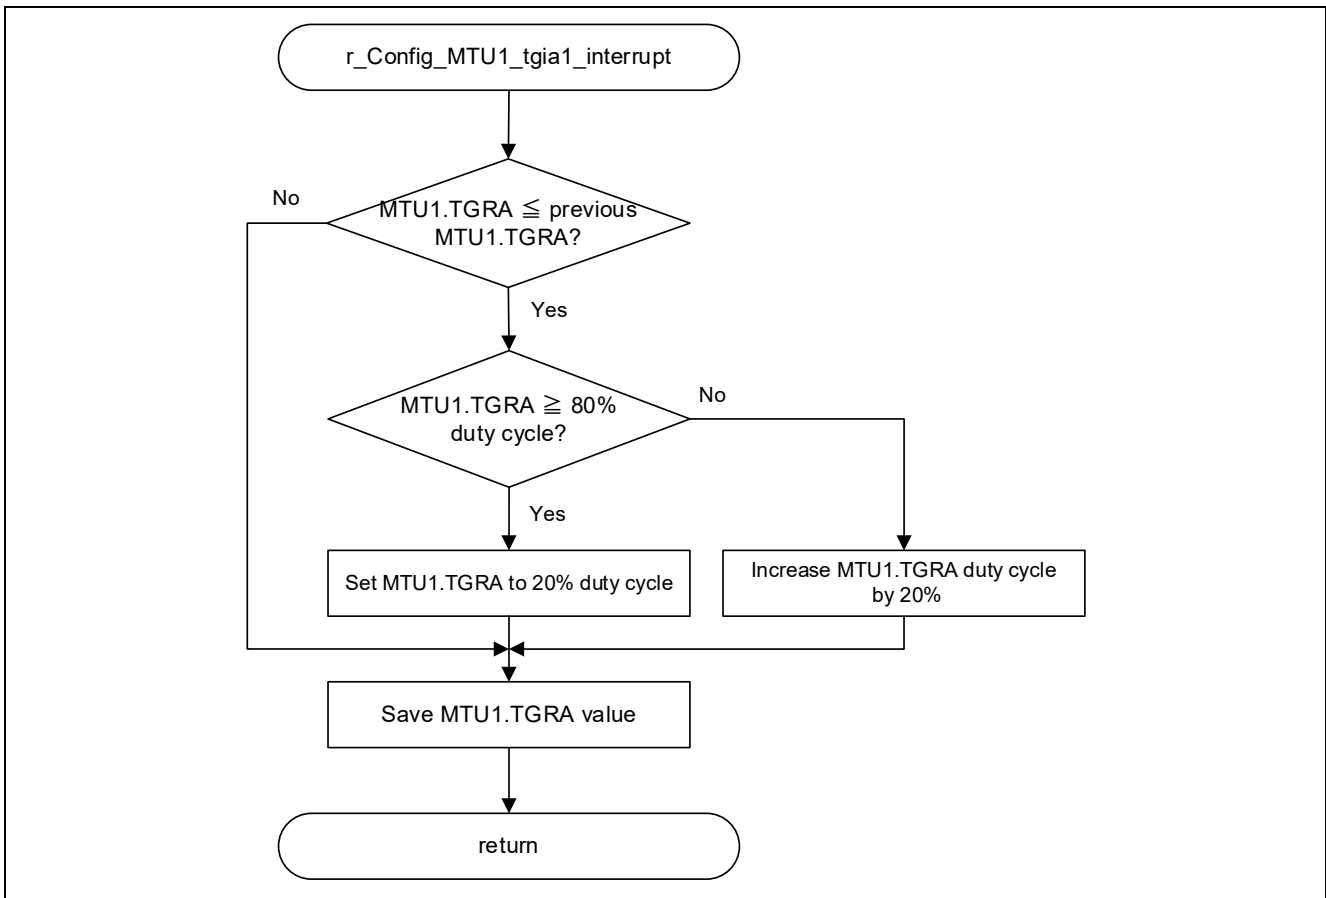 r_Config_MTU1_tgia1_interrupt
No
MTU1.TGRA ≦ previous
MTU1.TGRA?
Yes
MTU1.TGRA ≧ 80%
duty cycle?
No
Yes
Set MTU1.TGRA to 20% duty cycle
Increase MTU1.TGRA duty cycle
by 20%
Save MTU1.TGRA value
return